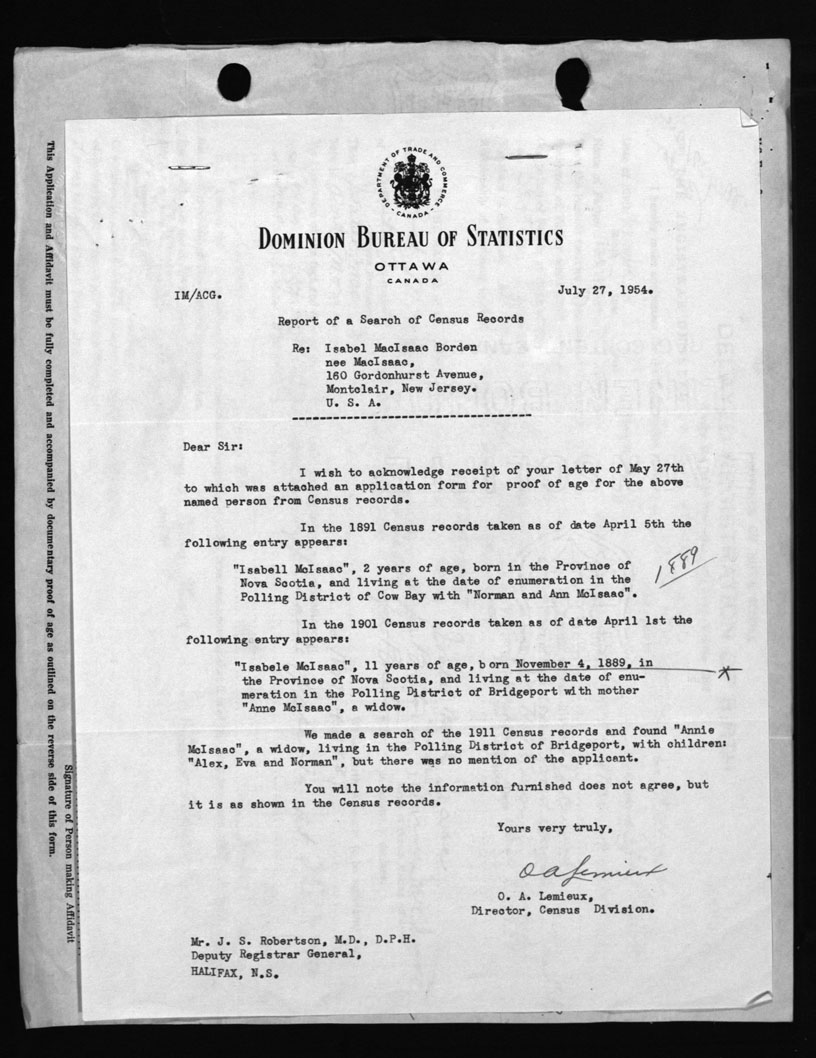 DEPARTMENT OF TRADE AND COMMERCE
- CANADA -
DOMINION BUREAU OF STATISTICS
OTTAWA
CANADA
IM/ACG.
July 27, 1954.
Report of a Search of Census Records
Re: Isabel MacIsaac Borden
nee MacIsaac,
160 Gordonhurst Avenue,
Montclair, New Jersey.
U. S. A.
Dear Sir:
I wish to acknowledge receipt of your letter of May 27th
to which was attached an application form for proof of age for the above
named person from Census records.
In the 1891 Census records taken as of date April 5th the
following entry appears:
"Isabell McIsaac", 2 years of age, born in the Province of
Nova Scotia, and living at the date of enumeration in the
Polling District of Cow Bay with "Norman and Ann McIsaac".
1889
In the 1901 Census records taken as of date April 1st the
following entry appears:
"Isabele McIsaac", 11 years of age, born November 4, 1889, in
the Province of Nova Scotia, and living at the date of enu-
meration in the Polling District of Bridgeport with mother
"Anne McIsaac", a widow.
We made a search of the 1911 Census records and found "Annie
McIsaac", a widow, living in the Polling District of Bridgeport, with children:
"Alex, Eva and Norman", but there was no mention of the applicant.
You will note the information furnished does not agree, but
it is as shown in the Census records.
Yours very truly,
O A Lemieux
O. A. Lemieux,
Director, Census Division.
Mr. J. S. Robertson, M.D., D.P.H.
Deputy Registrar General,
HALIFAX, N.S.
This Application and Affidavit must be fully completed and accompanied by documentary proof of age as outlined on the reverse side of this form.
Signature of Person making Affidavit